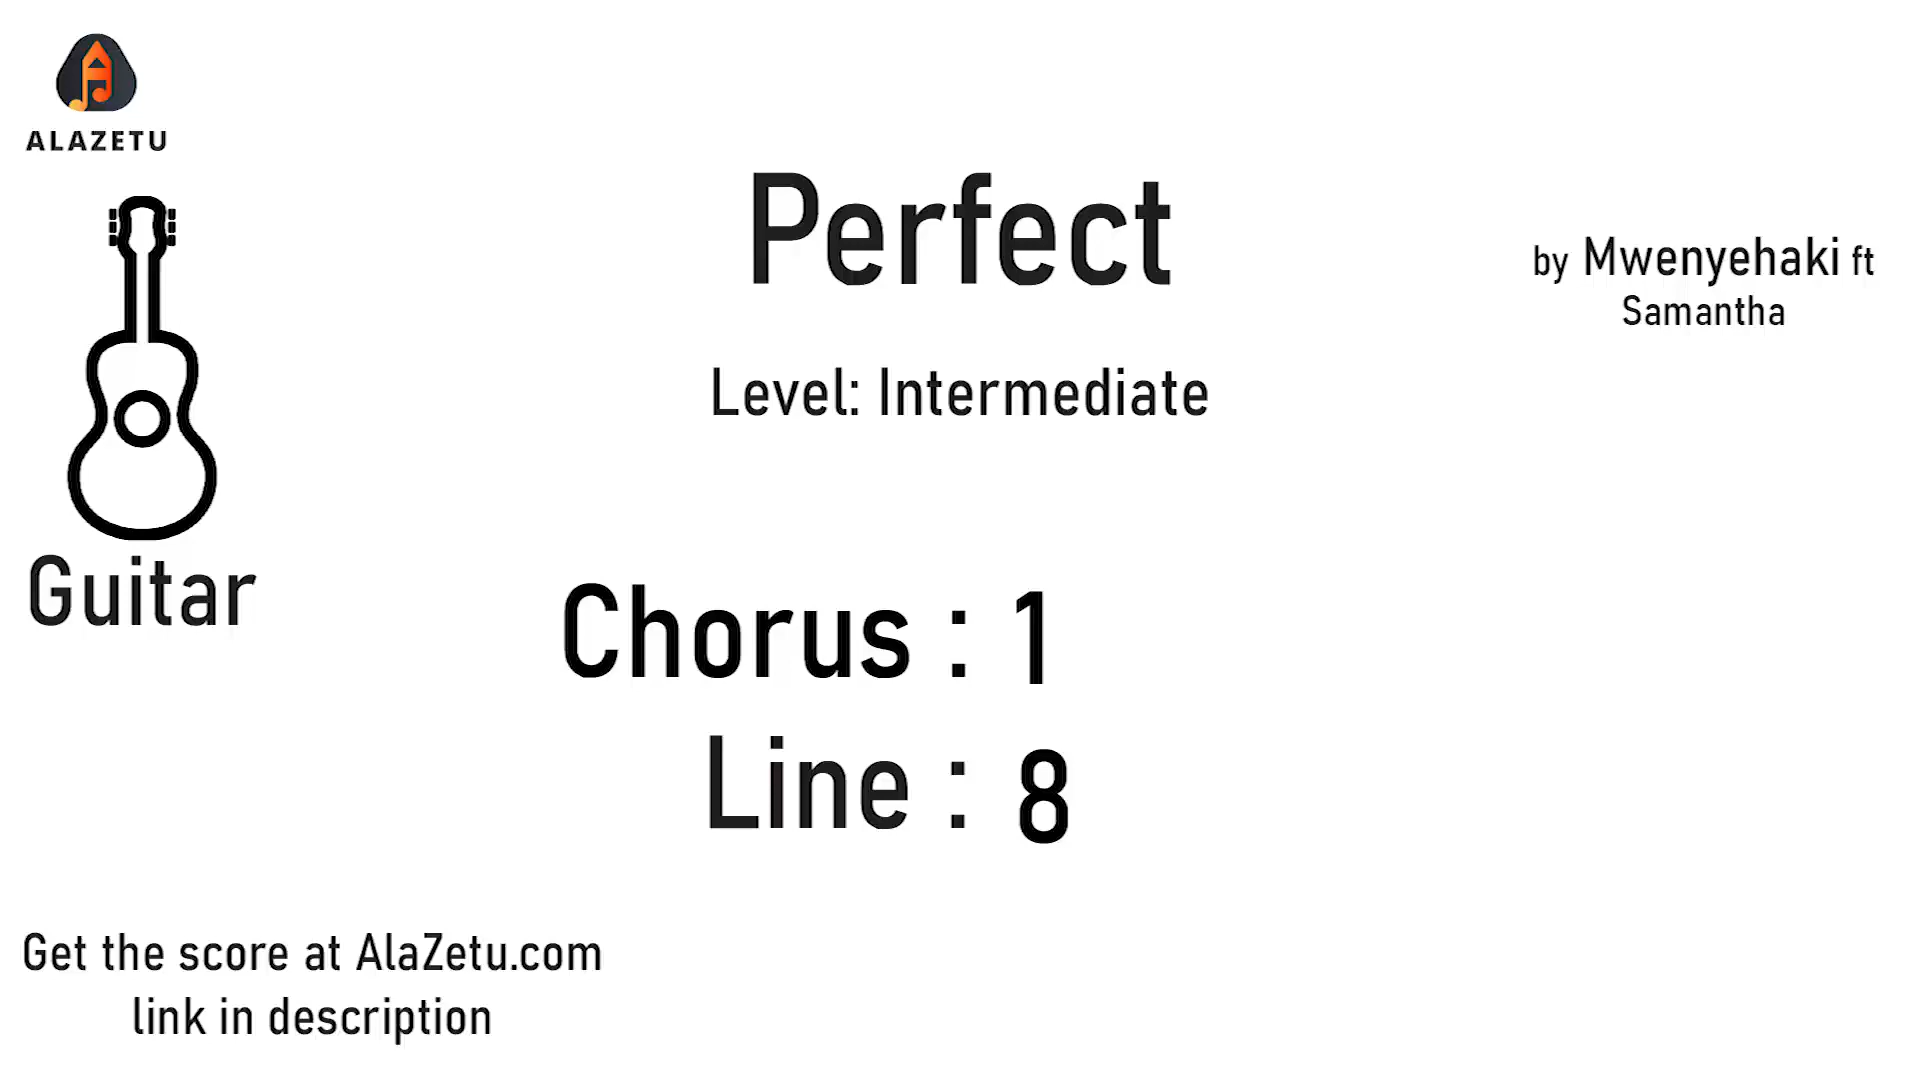 ALAZETU
Perfect
by Mwenyehaki ft
Samantha
Level: Intermediate
Guitar
Chorus : 1
Line : 8
Get the score at AlaZetu.com
link in description